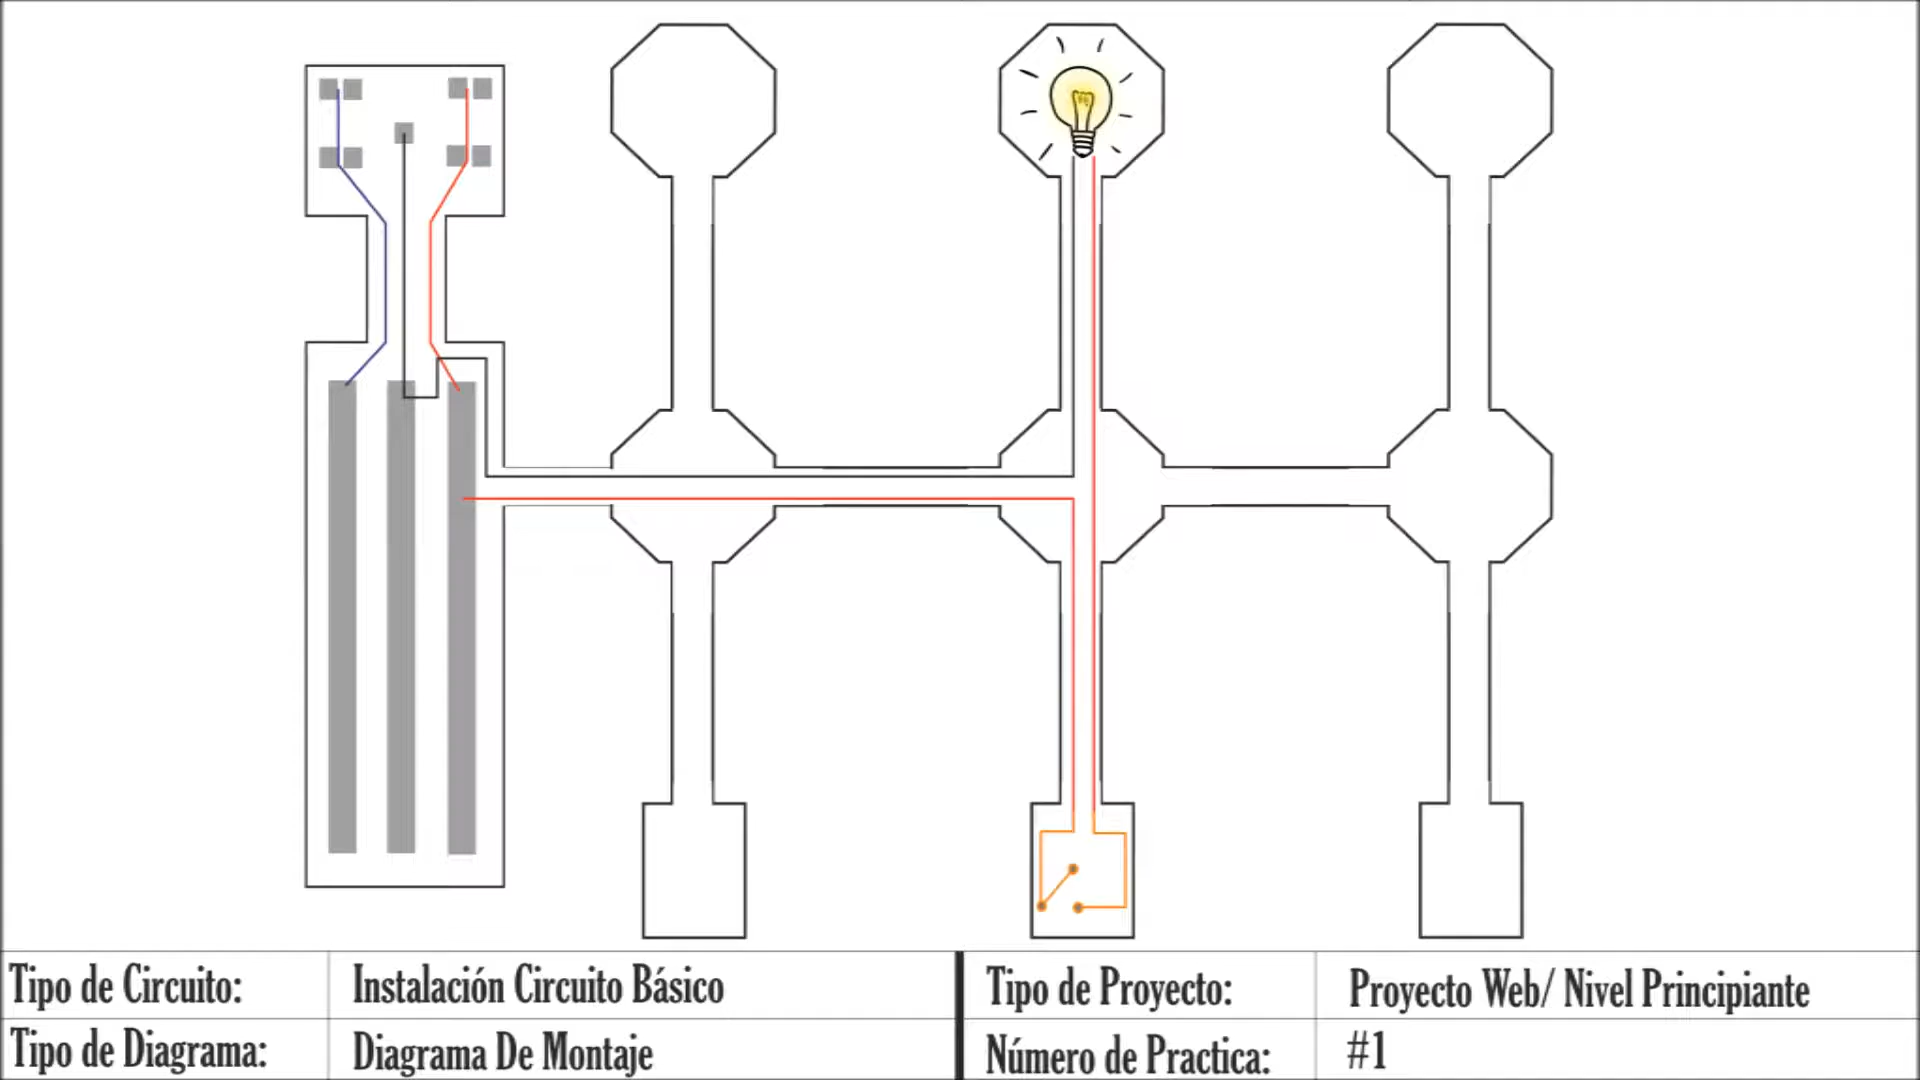 Tipo de Circuito: Instalación Circuito Básico Tipo de Proyecto: Proyecto Web/ Nivel Principiante
Tipo de Diagrama: Diagrama De Montaje Número de Practica: #1